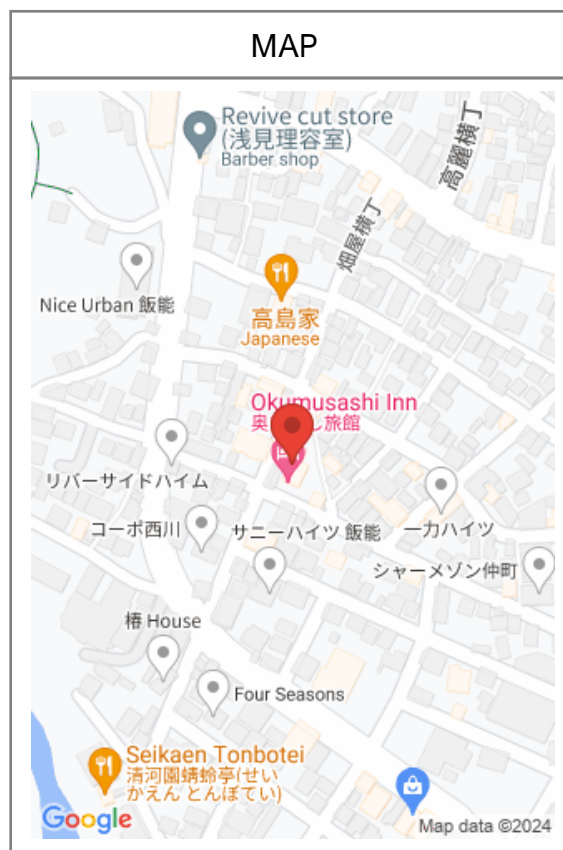 MAP
Revive cut store
(浅見理容室)
Barber shop
高麗横丁
畑屋横丁
Nice Urban 飯能
高島家
Japanese
Okumusashi Inn
奥 し旅館
リバーサイドハイム
コーポ西川
サニーハイツ 飯能
一力ハイツ
シャーメゾン仲町
椿 House
Four Seasons
Seikaen Tonbotei
清河園蜻蛉亭(せい
かえん とんぼてい)
Google
Map data ©2024